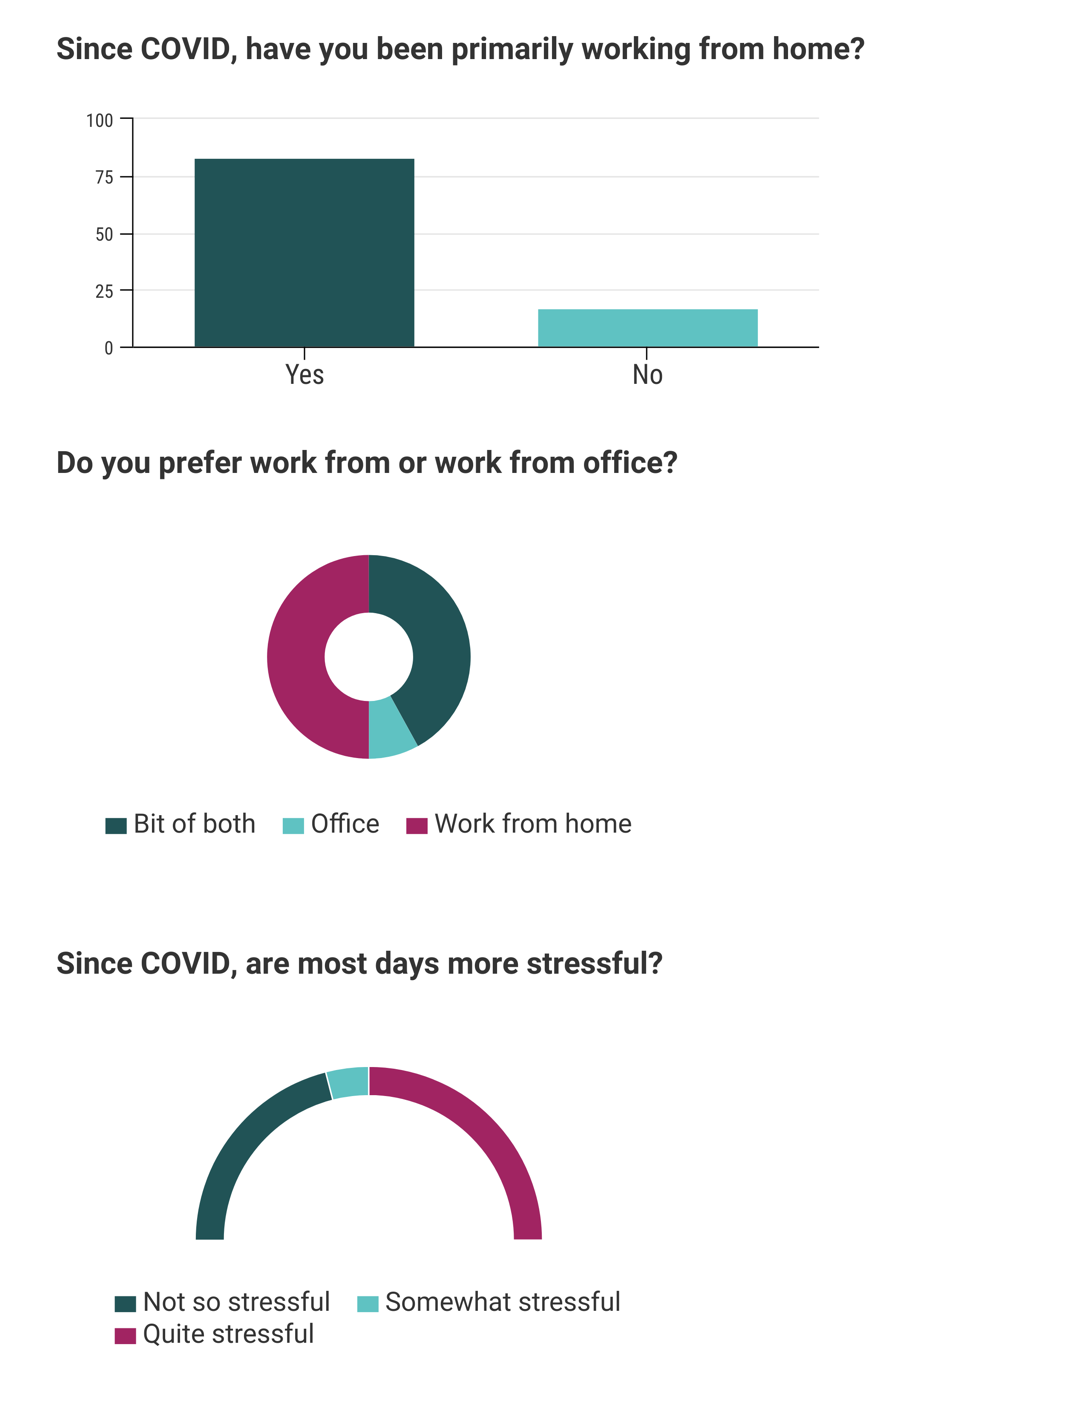 Since COVID, have you been primarily working from home?
100
75
50
25
0
Yes No
Do you prefer work from or work from office?
Bit of both Office Work from home
Since COVID, are most days more stressful?
Not so stressful Somewhat stressful
Quite stressful